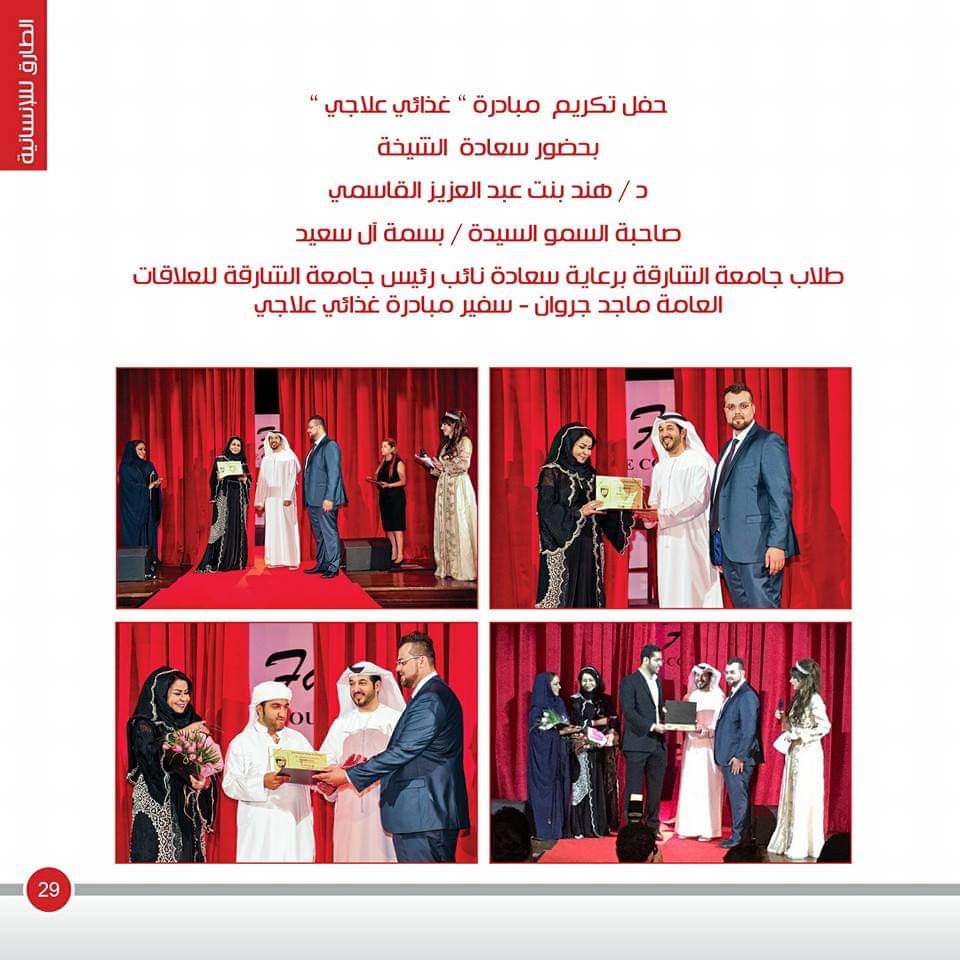 الطارق للإنسانية
حفل تكريم مبادرة “ غذائي علاجي “
بحضور سعادة الشيخة
د / هند بنت عبد العزيز القاسمي
صاحبة السمو السيدة / بسمة آل سعيد
طلاب جامعة الشارقة برعاية سعادة نائب رئيس جامعة الشارقة للعلاقات
العامة ماجد جروان - سفير مبادرة غذائي علاجي
29